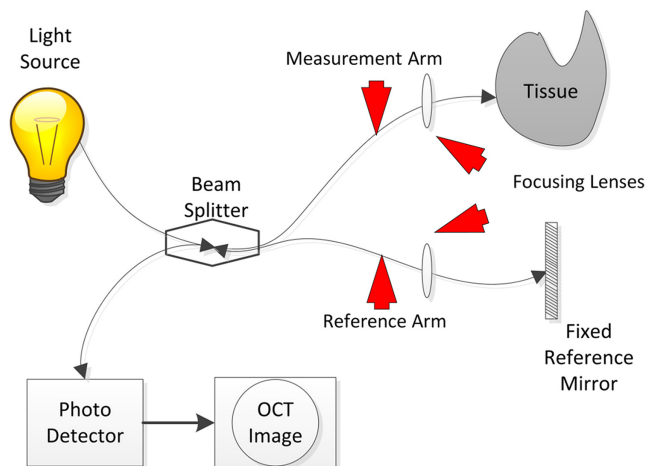 Light
Source
Measurement Arm
Tissue
Beam
Splitter
Focusing Lenses
Reference Arm
Fixed
Reference
Mirror
Photo
Detector
OCT
Image